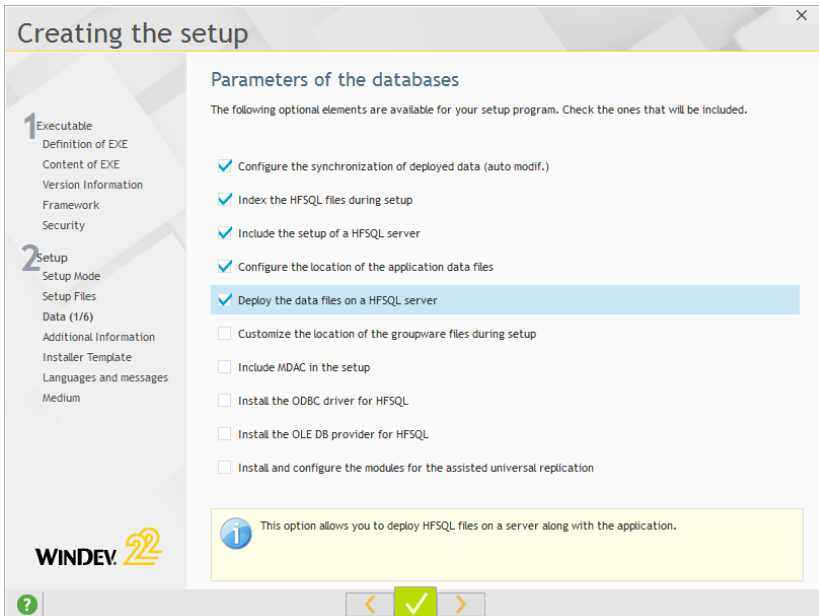 Creating the setup
1 Executable
Definition of EXE
Content of EXE
Version Information
Framework
Security
2 Setup
Setup Mode
Setup Files
Data (1/6)
Additional Information
Installer Template
Languages and messages
Medium
WINDEV. 22
Parameters of the databases
The following optional elements are available for your setup program. Check the ones that will be included.
Configure the synchronization of deployed data (auto modif.)
Index the HFSQL files during setup
Include the setup of a HFSQL server
Configure the location of the application data files
Deploy the data files on a HFSQL server
Customize the location of the groupware files during setup
Include MDAC in the setup
Install the ODBC driver for HFSQL
Install the OLE DB provider for HFSQL
Install and configure the modules for the assisted universal replication
This option allows you to deploy HFSQL files on a server along with the application.